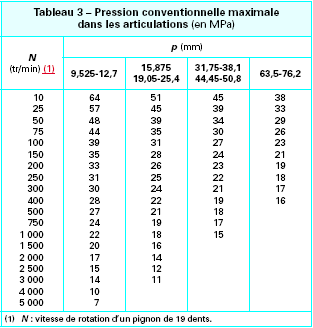 Tableau 3 – Pression conventionnelle maximale
dans les articulations (en MPa)
N
(tr/min) (1)
p (mm)
9,525-12,7
15,875
19,05-25,4
31,75-38,1
44,45-50,8
63,5-76,2
10 64 51 45 38
25 57 45 39 33
50 48 39 34 29
75 44 35 30 26
100 39 31 27 23
150 35 28 24 21
200 33 26 23 19
250 31 25 22 18
300 30 24 21 17
400 28 22 19 16
500 27 21 18
750 24 19 17
1 000 22 18 15
1 500 20 16
2 000 17 14
2 500 15 12
3 000 14 11
4 000 10
5 000 7
(1) N : vitesse de rotation d'un pignon de 19 dents.